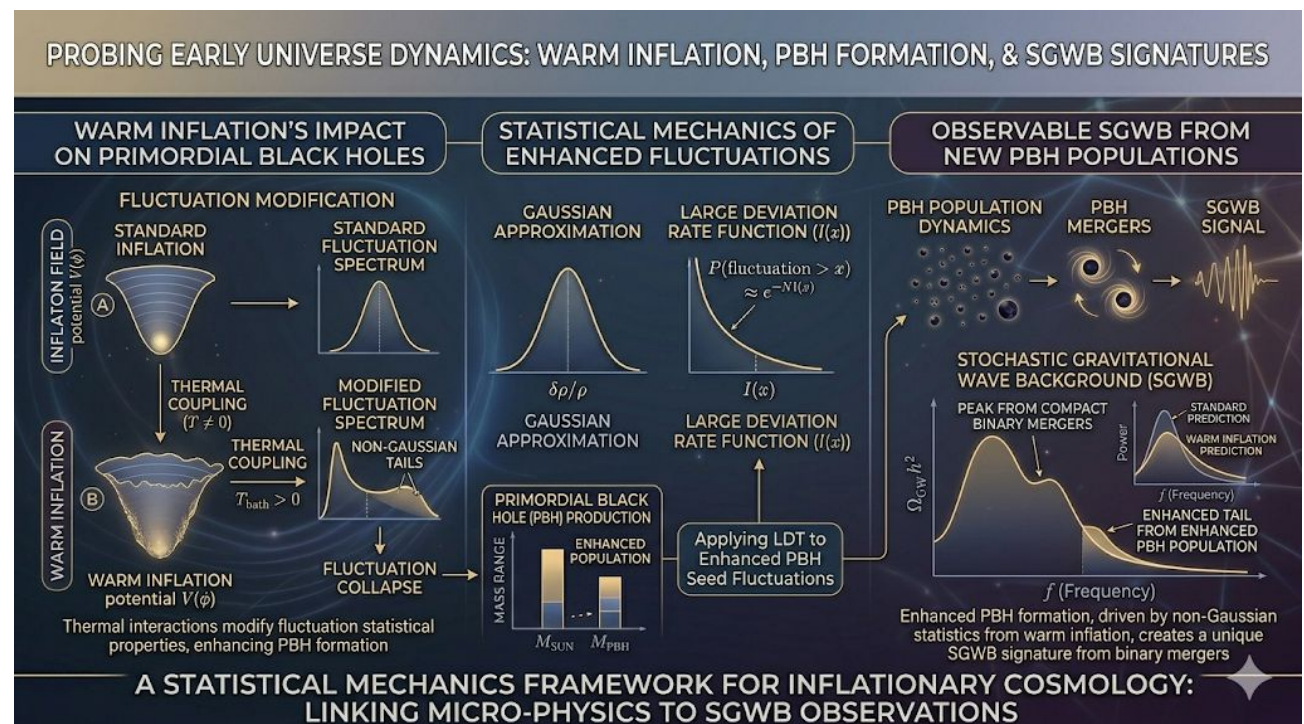 PROBING EARLY UNIVERSE DYNAMICS: WARM INFLATION, PBH FORMATION, & SGWB SIGNATURES
WARM INFLATION'S IMPACT
ON PRIMORDIAL BLACK HOLES
FLUCTUATION MODIFICATION
INFLATON FIELD
potential V(ϕ)
STANDARD
INFLATION
A
STANDARD
FLUCTUATION
SPECTRUM
THERMAL
COUPLING
(T ≠ 0)
WARM INFLATION
B
THERMAL
COUPLING
T_bath > 0
MODIFIED
FLUCTUATION
SPECTRUM
NON-GAUSSIAN
TAILS
WARM INFLATION
potential V(ϕ̇)
FLUCTUATION
COLLAPSE
Thermal interactions modify fluctuation statistical
properties, enhancing PBH formation
STATISTICAL MECHANICS OF
ENHANCED FLUCTUATIONS
GAUSSIAN
APPROXIMATION
δρ/ρ
GAUSSIAN
APPROXIMATION
LARGE DEVIATION
RATE FUNCTION (I(x))
P(fluctuation > x)
≈ e^{-NI(x)}
I(x)
LARGE DEVIATION
RATE FUNCTION (I(x))
PRIMORDIAL BLACK
HOLE (PBH) PRODUCTION
MASS RANGE
ENHANCED
POPULATION
M_SUN
M_PBH
Applying LDT to
Enhanced PBH
Seed Fluctuations
OBSERVABLE SGWB FROM
NEW PBH POPULATIONS
PBH POPULATION
DYNAMICS
PBH
MERGERS
SGWB
SIGNAL
STOCHASTIC GRAVITATIONAL
WAVE BACKGROUND (SGWB)
Ω_GW h²
PEAK FROM COMPACT
BINARY MERGERS
Power
STANDARD
PREDICTION
WARM INFLATION
PREDICTION
f (Frequency)
ENHANCED TAIL
FROM ENHANCED
PBH POPULATION
f (Frequency)
Enhanced PBH formation, driven by non-Gaussian
statistics from warm inflation, creates a unique
SGWB signature from binary mergers
A STATISTICAL MECHANICS FRAMEWORK FOR INFLATIONARY COSMOLOGY:
LINKING MICRO-PHYSICS TO SGWB OBSERVATIONS